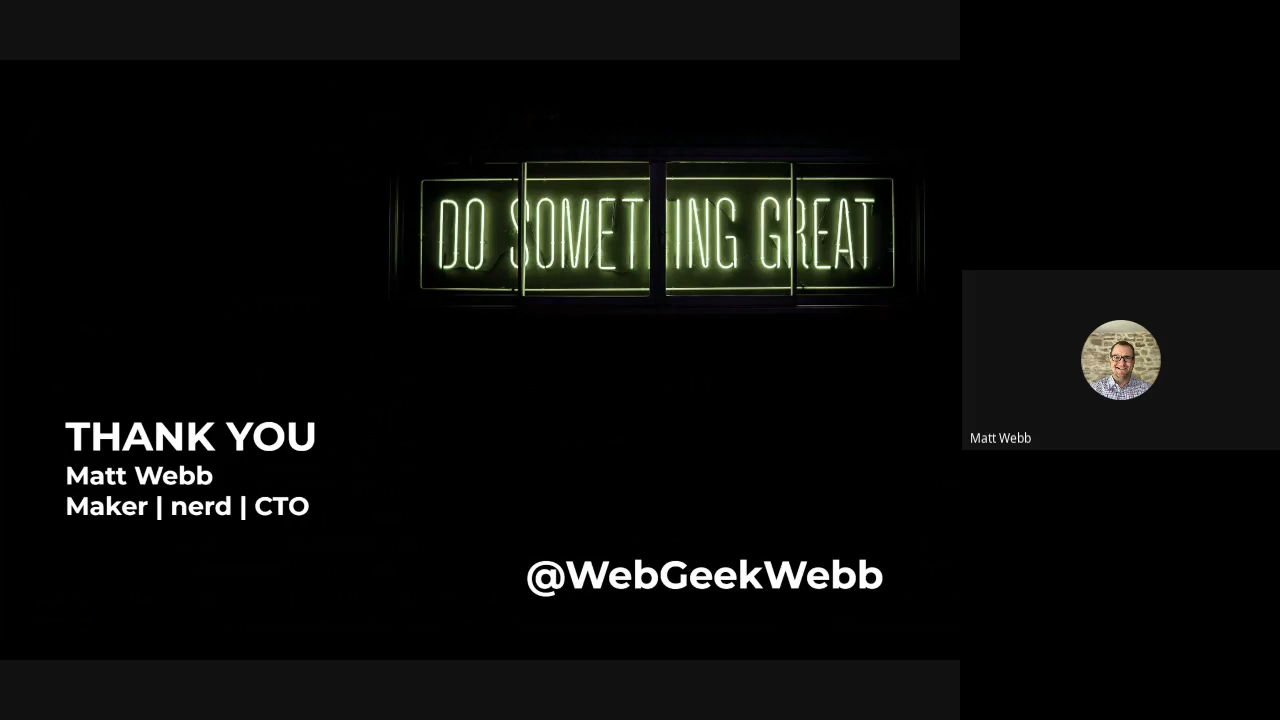 DO SOMETHING GREAT
THANK YOU
Matt Webb
Maker | nerd | CTO
@WebGeekWebb
Matt Webb